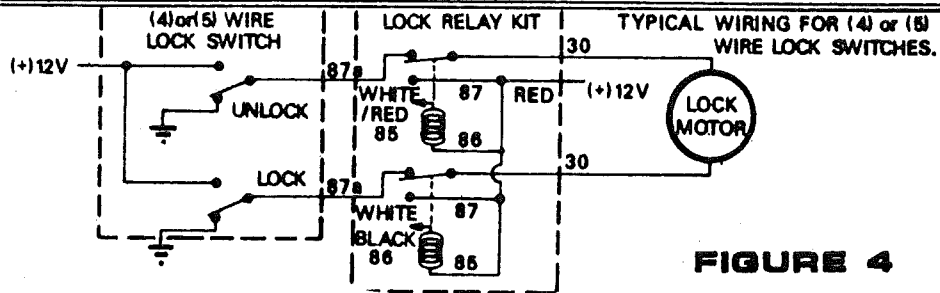 (4)or(5) WIRE
LOCK SWITCH
LOCK RELAY KIT
TYPICAL WIRING FOR (4) or (5)
WIRE LOCK SWITCHES.
(+)12V
30
87a
UNLOCK
WHITE
/RED
85
87
RED
(+)12V
86
LOCK
MOTOR
30
LOCK
87a
WHITE
BLACK
86
87
85
FIGURE 4